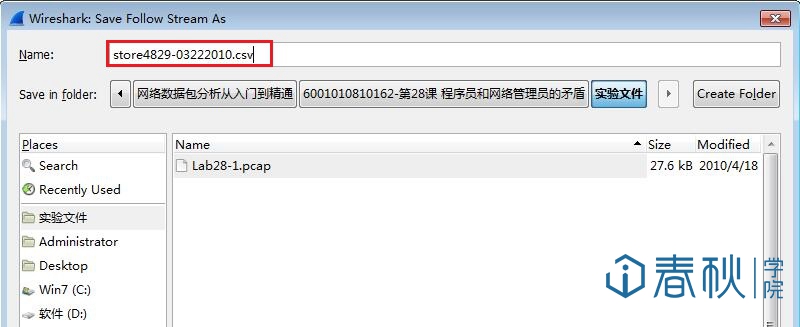 Wireshark: Save Follow Stream As
Name: store4829-03222010.csv
Save in folder: 网络数据包分析从入门到精通 6001010810162-第28课 程序员和网络管理员的矛盾 实验文件 Create Folder
Places Name Size Modified
Search Lab28-1.pcap 27.6 kB 2010/4/18
Recently Used
实验文件
Administrator
Desktop
Win7 (C:)
软件 (D:)
春秋学院